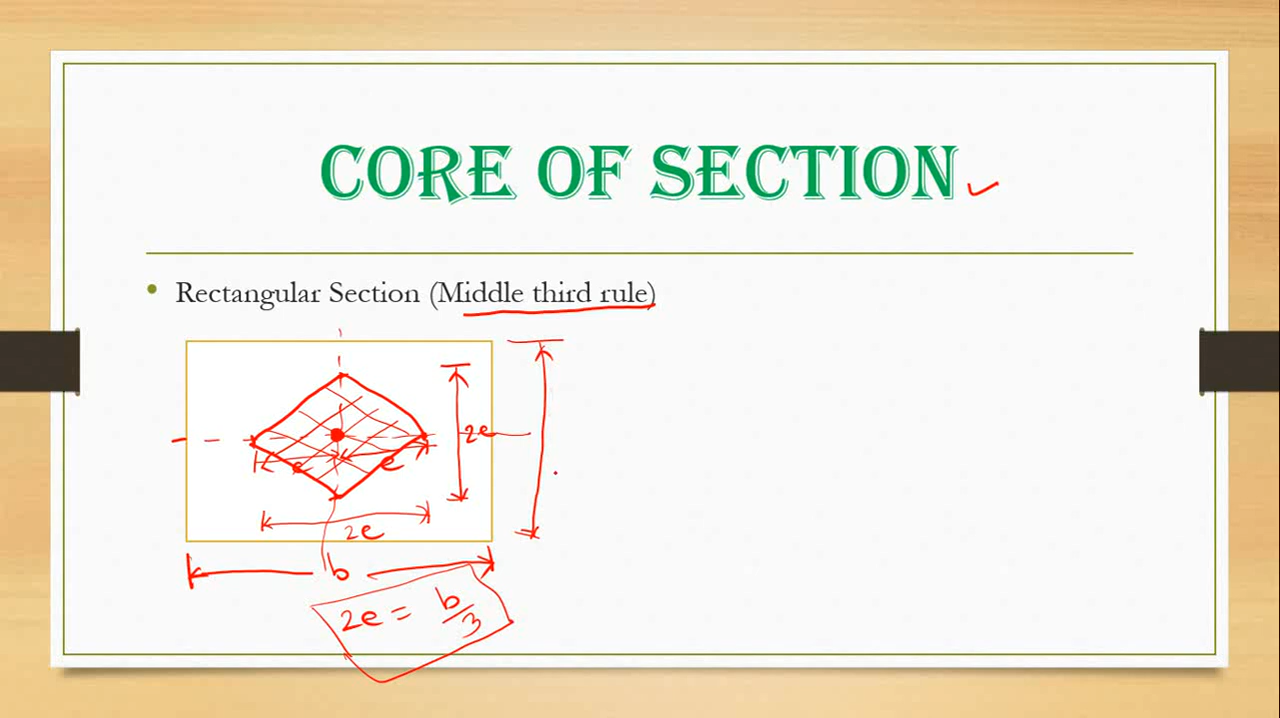 CORE OF SECTION
• Rectangular Section (Middle third rule)
2e
e e
2e
b
2e = b/3